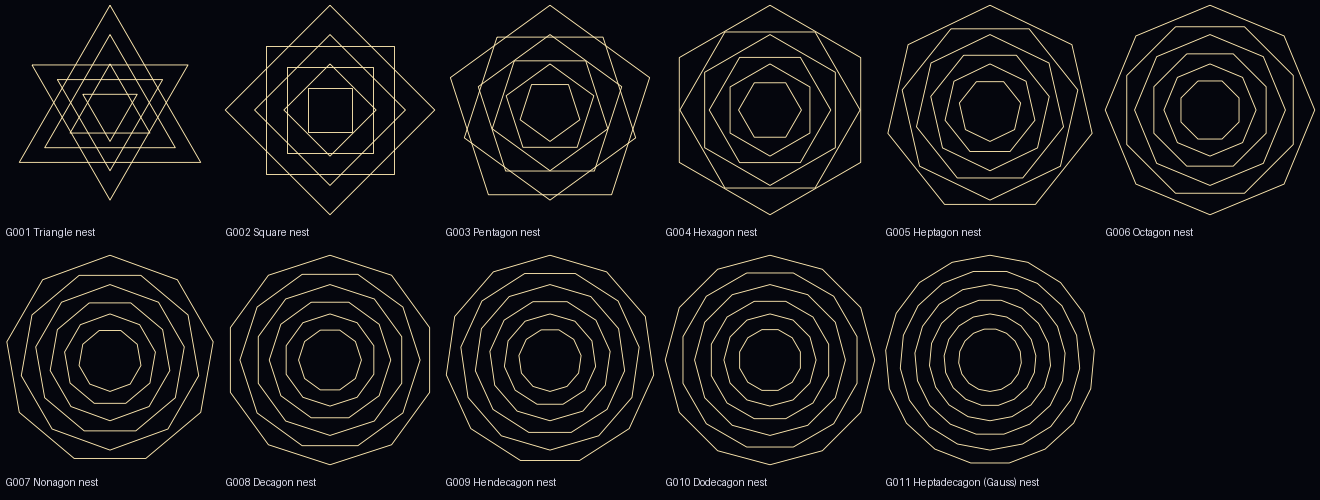 G001 Triangle nest
G002 Square nest
G003 Pentagon nest
G004 Hexagon nest
G005 Heptagon nest
G006 Octagon nest
G007 Nonagon nest
G008 Decagon nest
G009 Hendecagon nest
G010 Dodecagon nest
G011 Heptadecagon (Gauss) nest